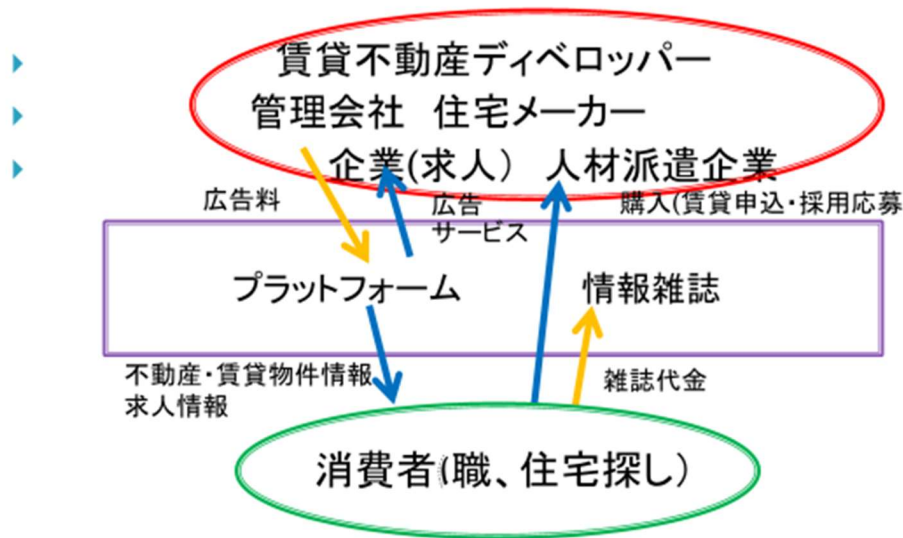 賃貸不動産ディベロッパー
管理会社 住宅メーカー
企業(求人) 人材派遣企業
広告料
広告
サービス
購入(賃貸申込・採用応募
プラットフォーム
情報雑誌
不動産・賃貸物件情報
求人情報
雑誌代金
消費者(職、住宅探し)